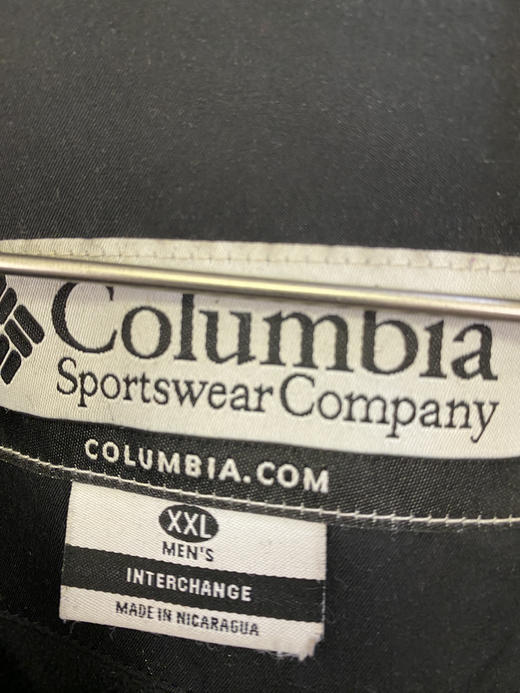 Columbia
Sportswear Company
COLUMBIA.COM
XXL
MEN'S
INTERCHANGE
MADE IN NICARAGUA